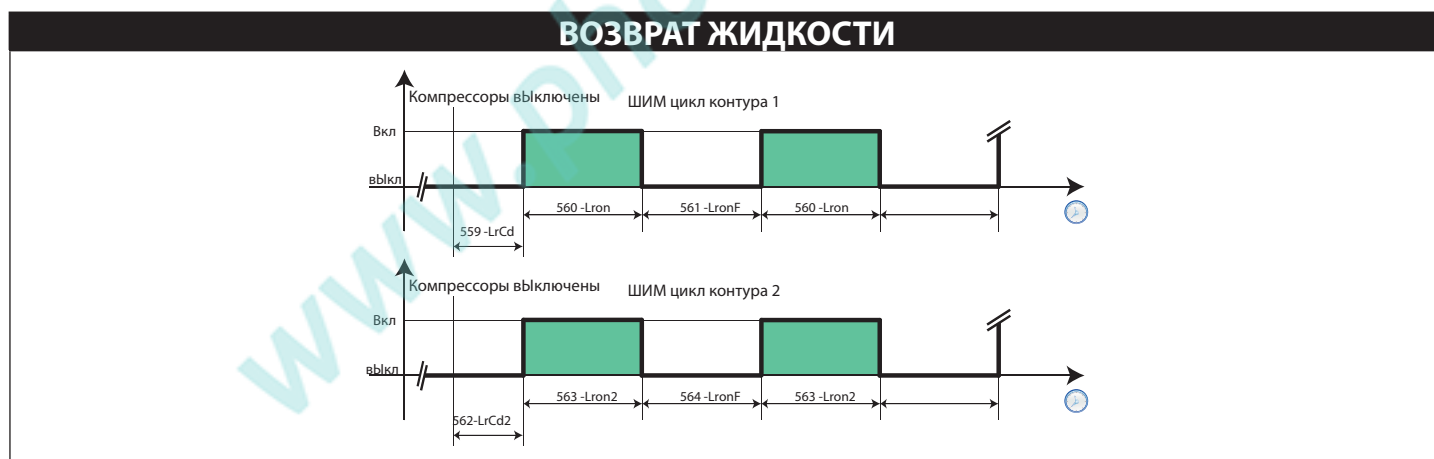 ВОЗВРАТ ЖИДКОСТИ
Компрессоры вЫключены ШИМ цикл контура 1
Вкл
вЫкл
560 -Lron 561 -LronF 560 -Lron
559 -LrCd
Компрессоры вЫключены ШИМ цикл контура 2
Вкл
вЫкл
563 -Lron2 564 -LronF 563 -Lron2
562-LrCd2